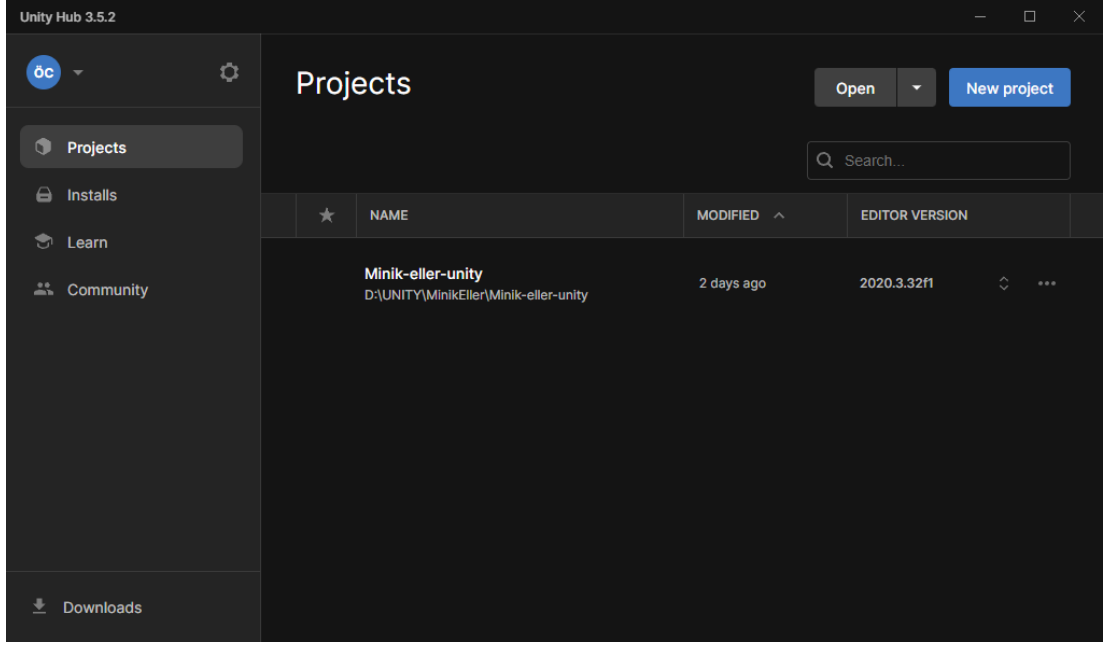 Unity Hub 3.5.2
öc
Projects
Installs
Learn
Community
Downloads
Projects
Open
New project
Search...
NAME
MODIFIED
EDITOR VERSION
Minik-eller-unity
2 days ago
2020.3.32f1
D:\UNITY\MinikEller\Minik-eller-unity